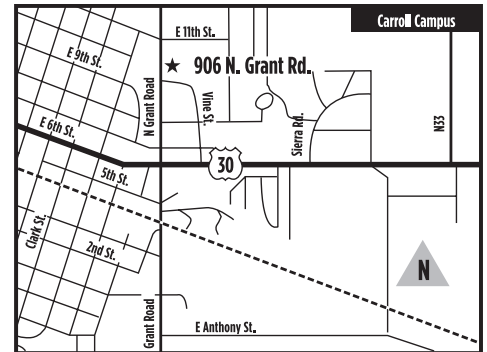 Carroll Campus
E 11th St.
E 9th St.
★ 906 N. Grant Rd.
N Grant Road
Vine St.
Sierra Rd.
N33
E 6th St.
30
5th St.
Clark St.
2nd St.
N
Grant Road
E Anthony St.